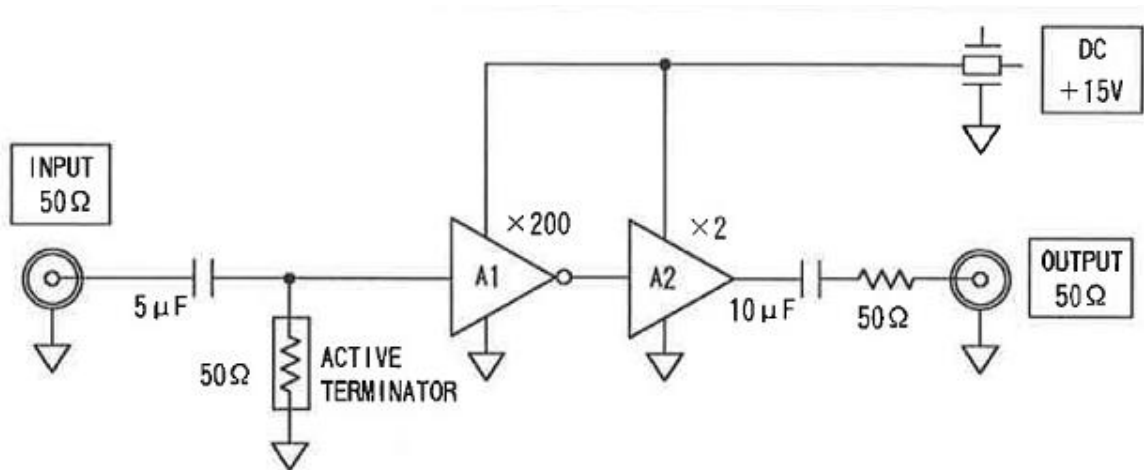 DC
+15V
INPUT
50Ω
×200
×2
A1
A2
OUTPUT
50Ω
5μF
10μF
50Ω
50Ω
ACTIVE
TERMINATOR